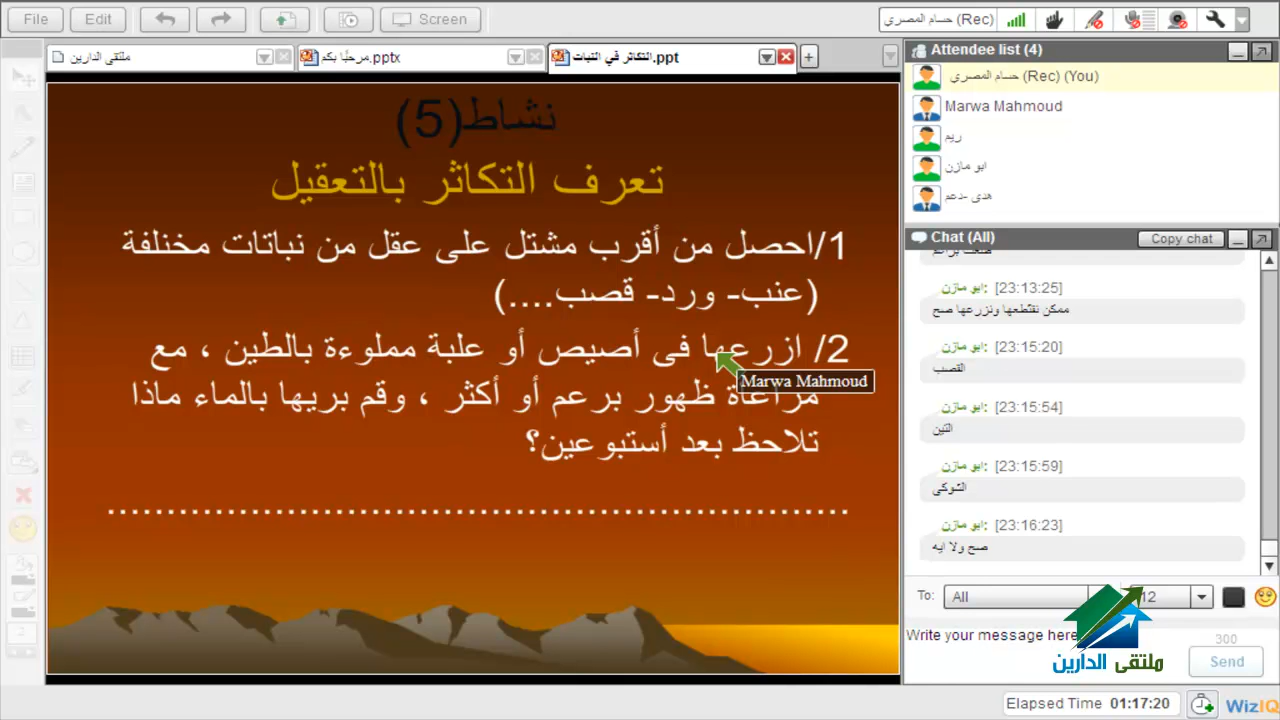 File
Edit
Screen
حسام المصري (Rec)
ملتقى الدارين
مرحبًا بكم.pptx
التكاثر في النبات.ppt
نشاط(5)
تعرف التكاثر بالتعقيل
1/احصل من أقرب مشتل على عقل من نباتات مختلفة
(عنب- ورد- قصب....)
2/ ازرعها فى أصيص أو علبة مملوءة بالطين ، مع
مراعاة ظهور برعم أو أكثر ، وقم بريها بالماء ماذا
تلاحظ بعد أستبوعين؟
..............................................................
Marwa Mahmoud
Attendee list (4)
حسام المصري (Rec) (You)
Marwa Mahmoud
ريم
ابو مازن
هدى -دعم
Chat (All)
Copy chat
ابو مازن: [23:13:25]
ممكن نقتطعها ونزرعها صح
ابو مازن: [23:15:20]
القصب
ابو مازن: [23:15:54]
التين
ابو مازن: [23:15:59]
الشوكى
ابو مازن: [23:16:23]
صح ولا ايه
To:
All
12
Write your message here
300
Send
ملتقى الدارين
Elapsed Time 01:17:20
WizIQ